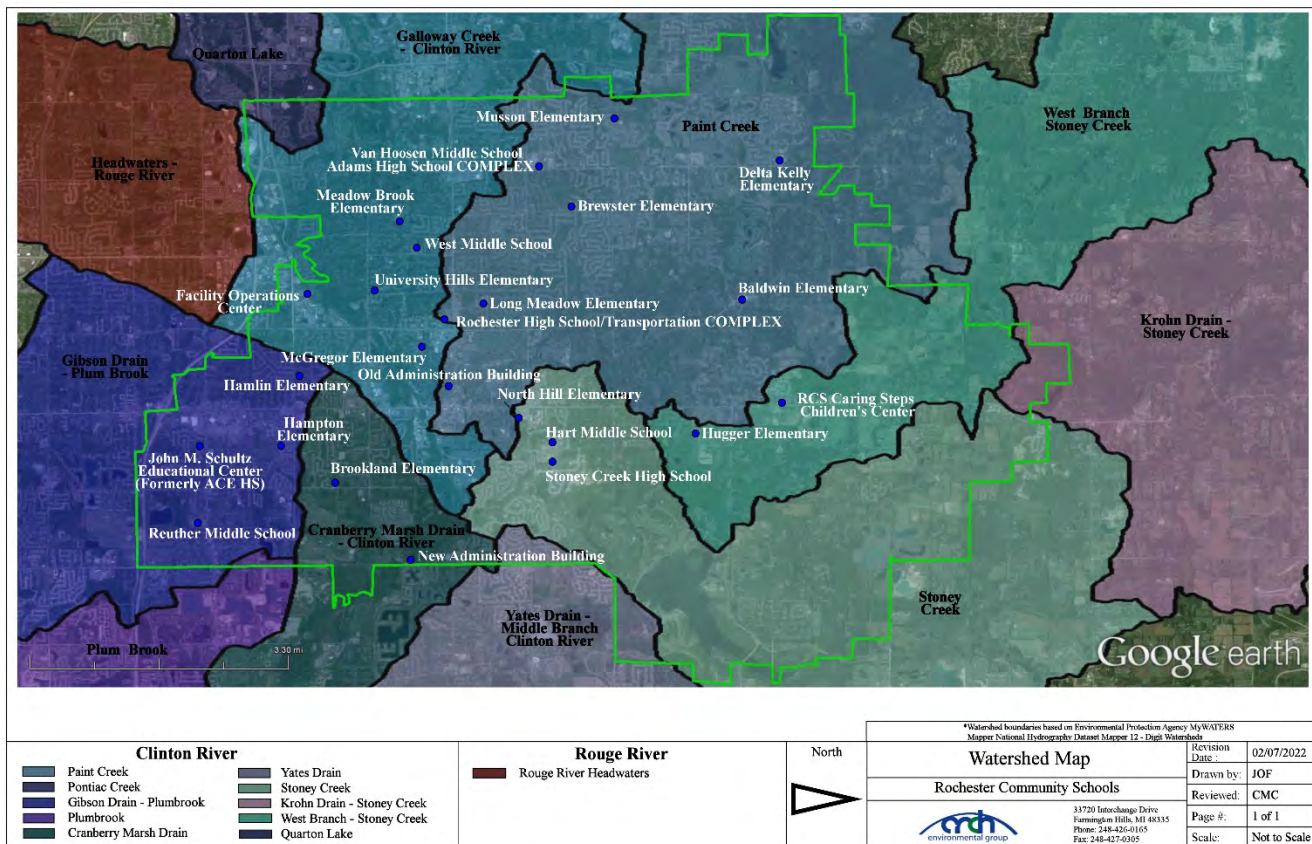 Quarton Lake
Galloway Creek
- Clinton River
West Branch
Stoney Creek
Musson Elementary
Paint Creek
Van Hoosen Middle School
Adams High School COMPLEX
Headwaters -
Rouge River
Delta Kelly
Elementary
Meadow Brook
Elementary
Brewster Elementary
West Middle School
University Hills Elementary
Facility Operations
Center
Long Meadow Elementary
Baldwin Elementary
Rochester High School/Transportation COMPLEX
Krohn Drain -
Stoney Creek
McGregor Elementary
Gibson Drain
- Plum Brook
Hamlin Elementary
Old Administration Building
North Hill Elementary
RCS Caring Steps
Children's Center
Hampton
Elementary
Hart Middle School
Hugger Elementary
John M. Schultz
Educational Center
(Formerly ACE HS)
Brookland Elementary
Stoney Creek High School
Reuther Middle School
Cranberry Marsh Drain
- Clinton River
New Administration Building
Stoney
Creek
Yates Drain -
Middle Branch
Clinton River
Plum Brook
3.30 mi
Google earth
*Watershed boundaries based on Environmental Protection Agency MyWATERS
Mapper National Hydrography Dataset Mapper 12 - Digit Watersheds
Clinton River
Paint Creek
Pontiac Creek
Gibson Drain - Plumbrook
Plumbrook
Cranberry Marsh Drain
Yates Drain
Stoney Creek
Krohn Drain - Stoney Creek
West Branch - Stoney Creek
Quarton Lake
Rouge River
Rouge River Headwaters
North
Watershed Map
Rochester Community Schools
arch
environmental group
33720 Interchange Drive
Farmington Hills, MI 48335
Phone: 248-426-0165
Fax: 248-427-0305
Revision
Date : 02/07/2022
Drawn by: JOF
Reviewed: CMC
Page #: 1 of 1
Scale: Not to Scale